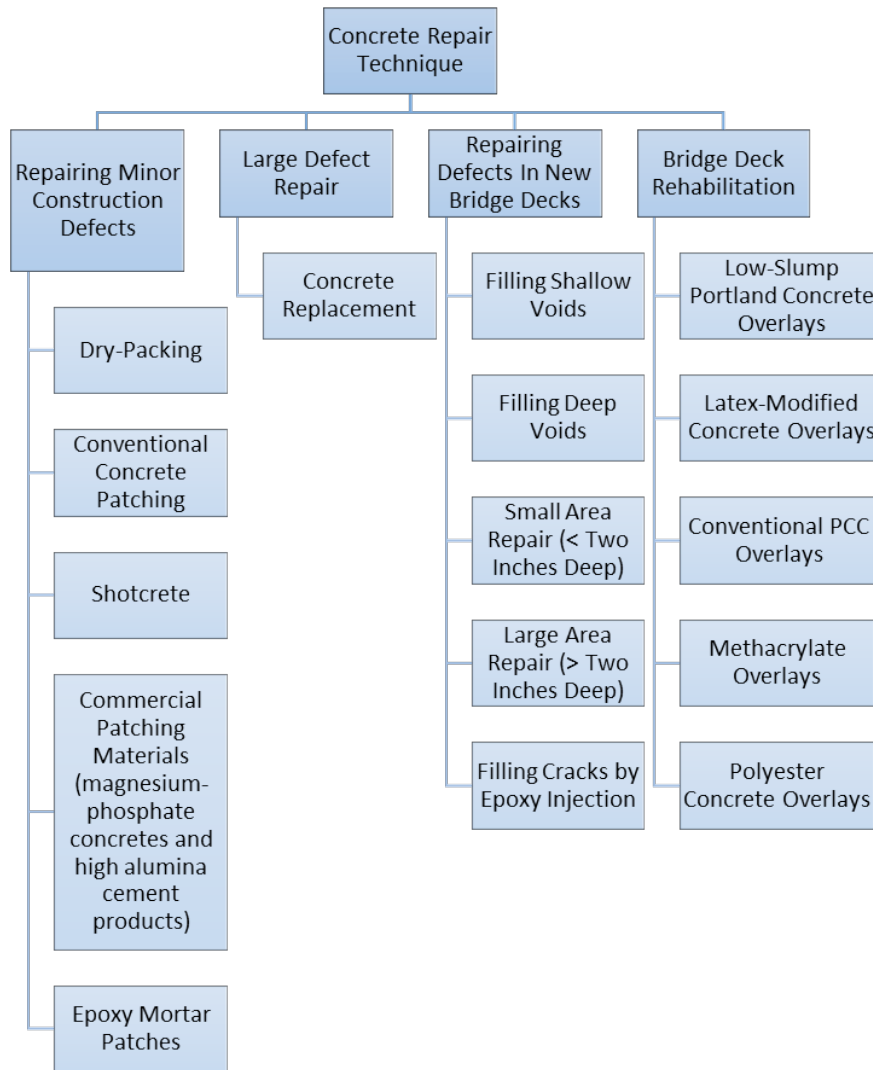 Concrete Repair
Technique
Repairing Minor
Construction
Defects
Dry-Packing
Conventional
Concrete
Patching
Shotcrete
Commercial
Patching
Materials
(magnesium-
phosphate
concretes and
high alumina
cement
products)
Epoxy Mortar
Patches
Large Defect
Repair
Concrete
Replacement
Repairing
Defects In New
Bridge Decks
Filling Shallow
Voids
Filling Deep
Voids
Small Area
Repair (< Two
Inches Deep)
Large Area
Repair (> Two
Inches Deep)
Filling Cracks by
Epoxy Injection
Bridge Deck
Rehabilitation
Low-Slump
Portland Concrete
Overlays
Latex-Modified
Concrete Overlays
Conventional PCC
Overlays
Methacrylate
Overlays
Polyester
Concrete Overlays